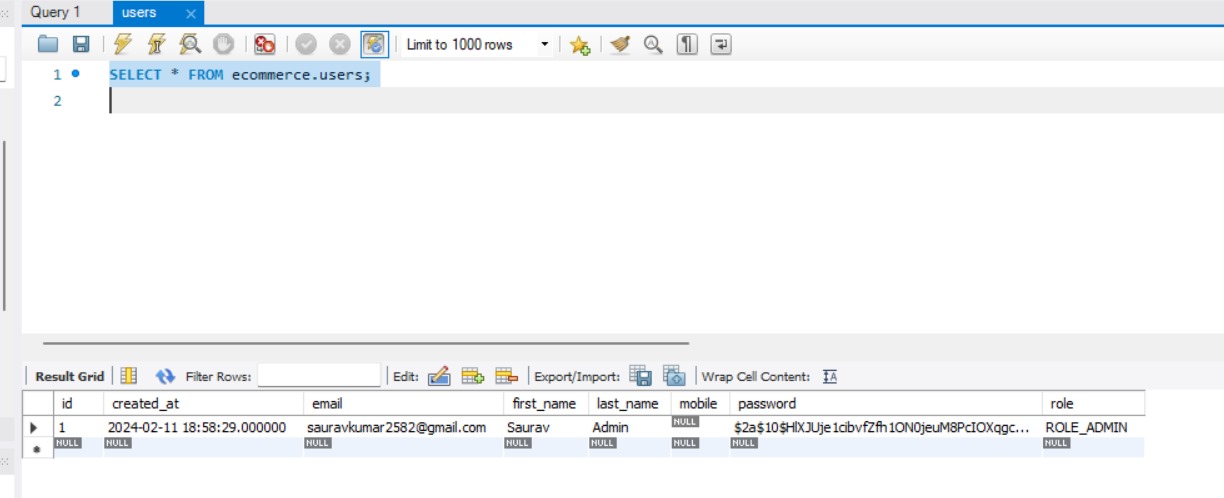 Query 1
users
Limit to 1000 rows
1 SELECT * FROM ecommerce.users;
2
Result Grid Filter Rows: Edit: Export/Import: Wrap Cell Content: IA
id created_at email first_name last_name mobile password role
1 2024-02-11 18:58:29.000000 sauravkumar2582@gmail.com Saurav Admin NULL $2a$10$HlXJUje1cibvfZfh1ON0jeuM8PcIOXqgc... ROLE_ADMIN
NULL NULL NULL NULL NULL NULL NULL NULL